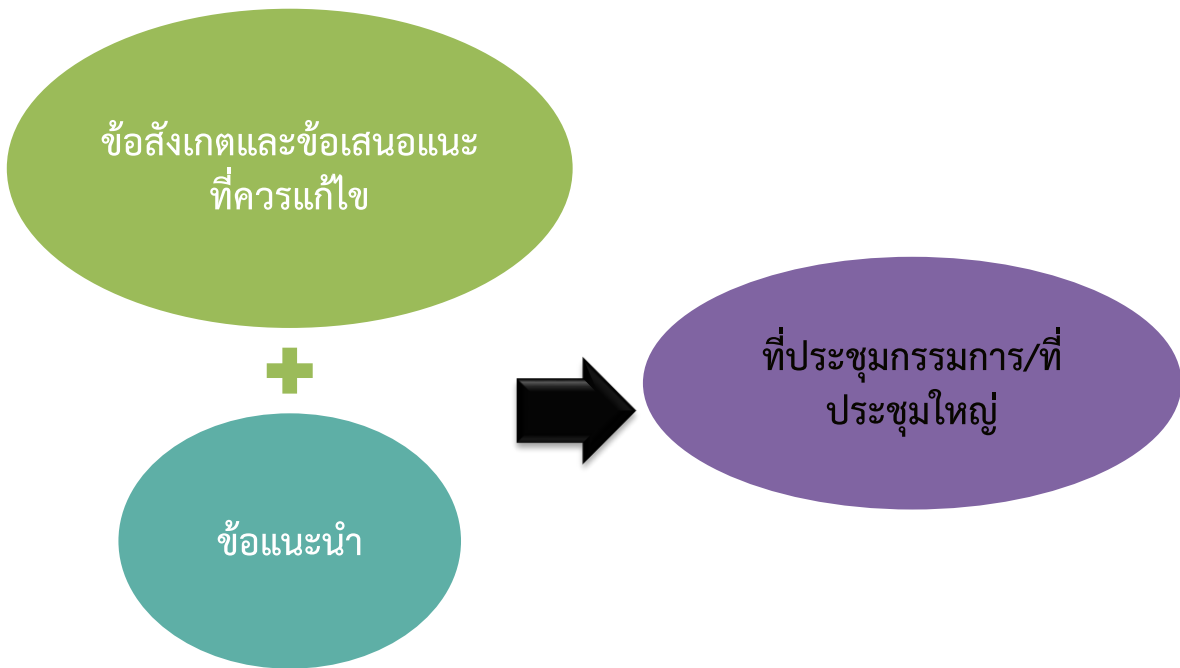 ข้อสังเกตและข้อเสนอแนะ
ที่ควรแก้ไข
ที่ประชุมกรรมการ/ที่
ประชุมใหญ่
ข้อแนะนำ